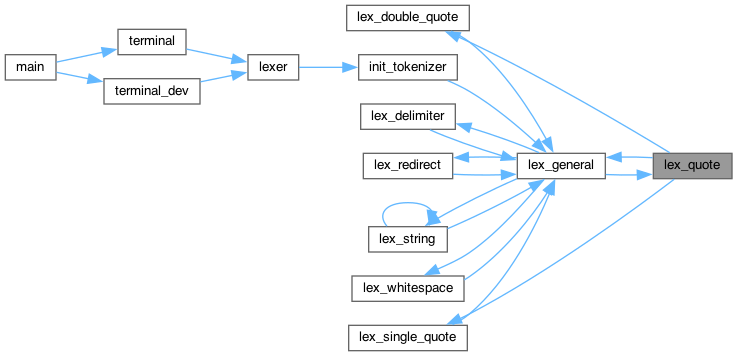 lex_double_quote
terminal
main
lexer
init_tokenizer
terminal_dev
lex_delimiter
lex_redirect
lex_general
lex_quote
lex_string
lex_whitespace
lex_single_quote